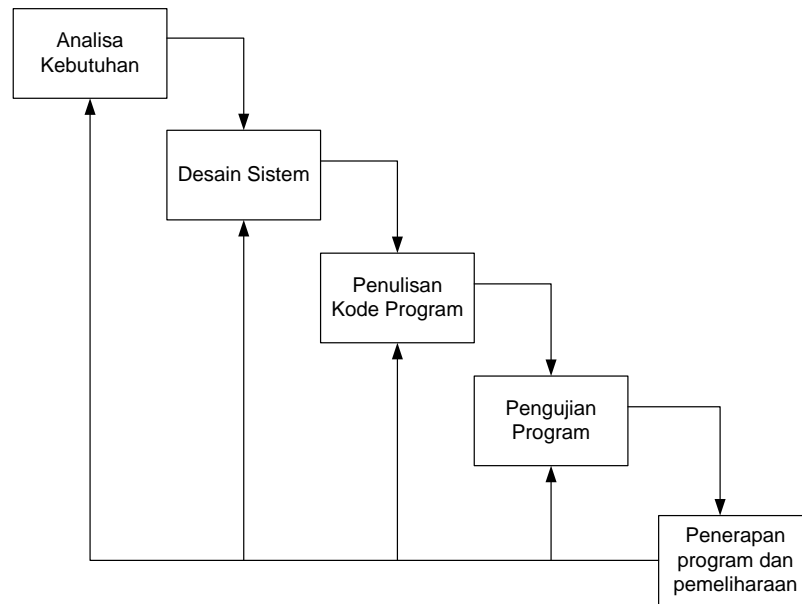 Analisa
Kebutuhan
Desain Sistem
Penulisan
Kode Program
Pengujian
Program
Penerapan
program dan
pemeliharaan